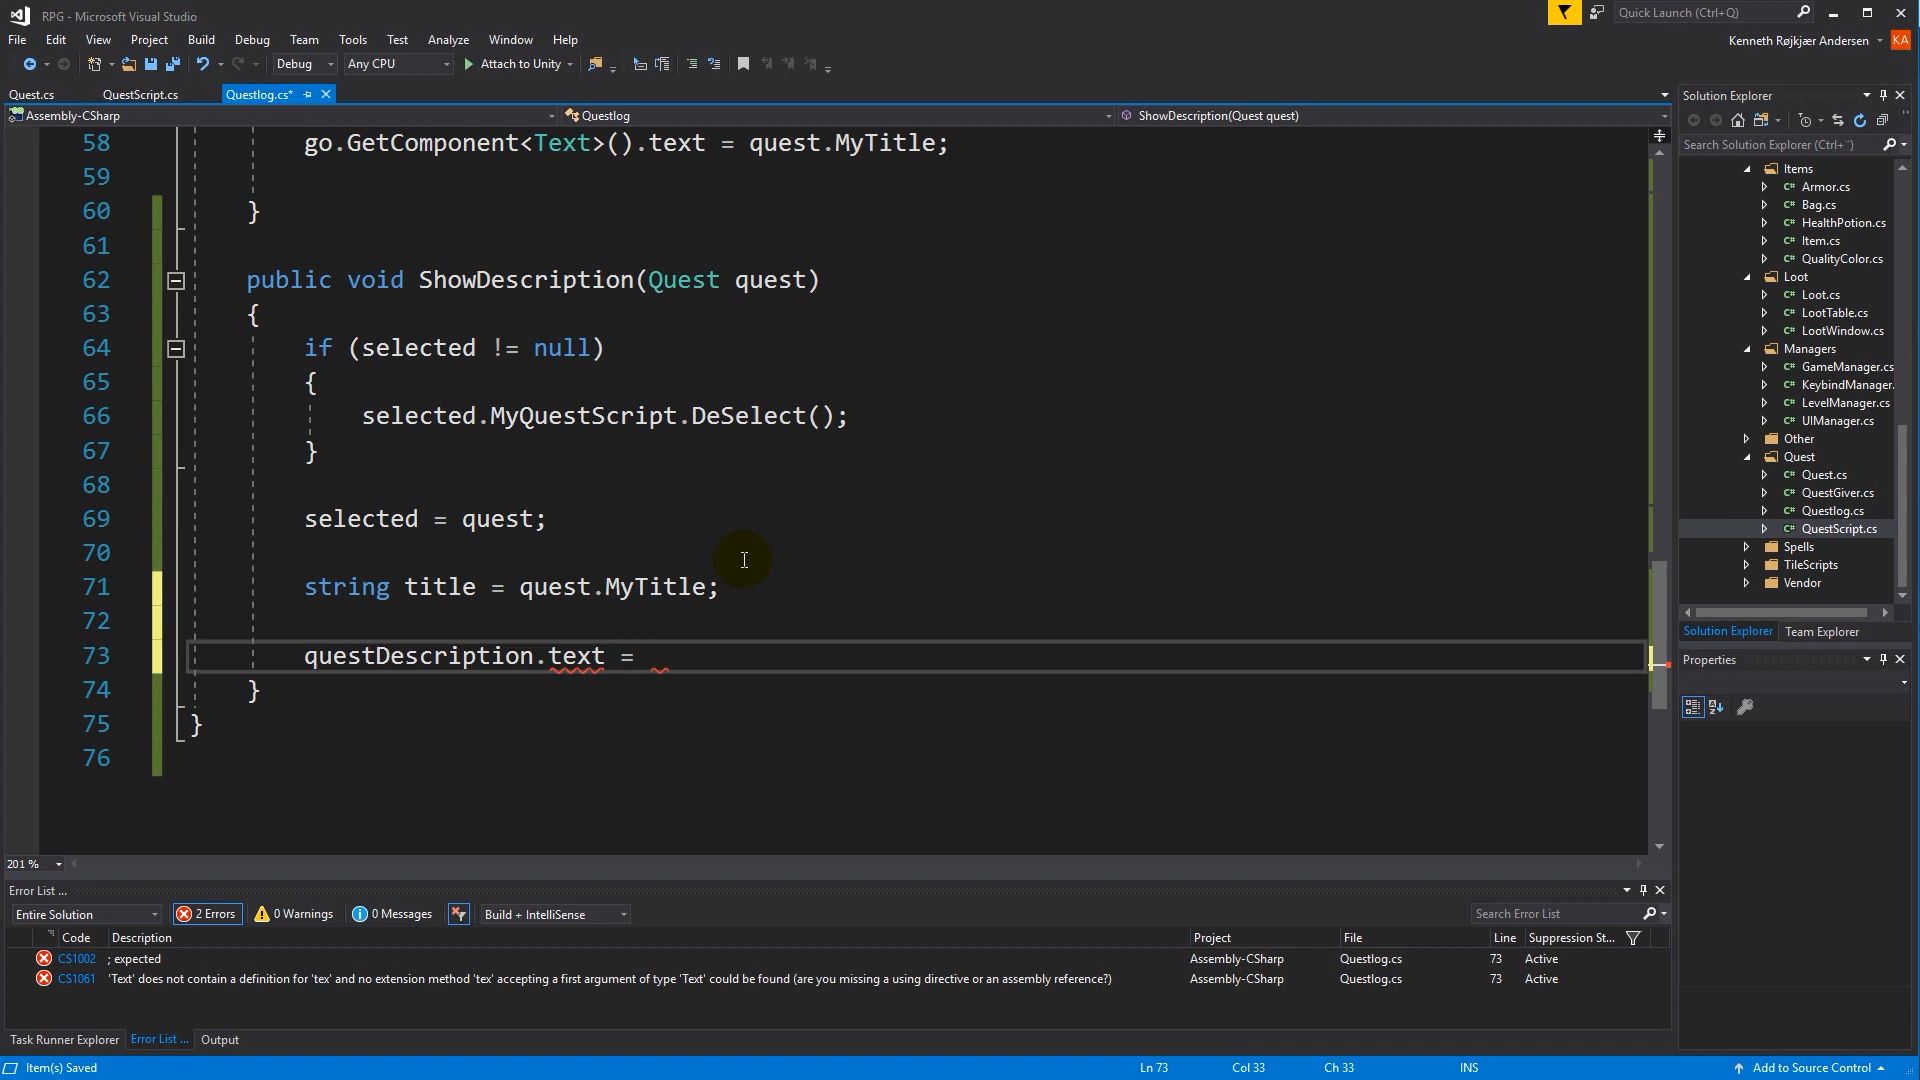 RPG - Microsoft Visual Studio
Quick Launch (Ctrl+Q)
File Edit View Project Build Debug Team Tools Test Analyze Window Help
Kenneth Røjkjær Andersen KA
Debug Any CPU Attach to Unity
Quest.cs QuestScript.cs Questlog.cs*
Assembly-CSharp Questlog ShowDescription(Quest quest)
58 go.GetComponent<Text>().text = quest.MyTitle;
59
60 }
61
62 public void ShowDescription(Quest quest)
63 {
64 if (selected != null)
65 {
66 selected.MyQuestScript.DeSelect();
67 }
68
69 selected = quest;
70
71 string title = quest.MyTitle;
72
73 questDescription.text =
74 }
75 }
76
201 %
Solution Explorer
Search Solution Explorer (Ctrl+¨)
Items
C# Armor.cs
C# Bag.cs
C# HealthPotion.cs
C# Item.cs
C# QualityColor.cs
Loot
C# Loot.cs
C# LootTable.cs
C# LootWindow.cs
Managers
C# GameManager.cs
C# KeybindManager.
C# LevelManager.cs
C# UIManager.cs
Other
Quest
C# Quest.cs
C# QuestGiver.cs
C# Questlog.cs
C# QuestScript.cs
Spells
TileScripts
Vendor
Solution Explorer Team Explorer
Properties
Error List ...
Entire Solution 2 Errors 0 Warnings 0 Messages Build + IntelliSense Search Error List
Code Description Project File Line Suppression St...
CS1002 ; expected Assembly-CSharp Questlog.cs 73 Active
CS1061 'Text' does not contain a definition for 'tex' and no extension method 'tex' accepting a first argument of type 'Text' could be found (are you missing a using directive or an assembly reference?) Assembly-CSharp Questlog.cs 73 Active
Task Runner Explorer Error List ... Output
Item(s) Saved Ln 73 Col 33 Ch 33 INS Add to Source Control